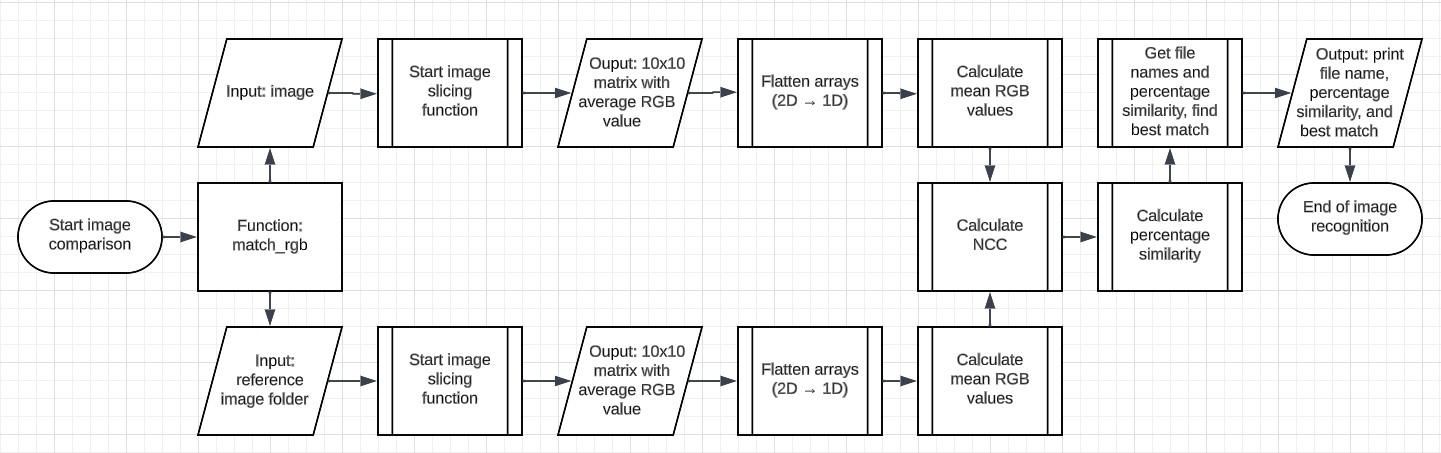 Input: image
Start image
slicing
function
Ouput: 10x10
matrix with
average RGB
value
Flatten arrays
(2D → 1D)
Calculate
mean RGB
values
Get file
names and
percentage
similarity, find
best match
Output: print
file name,
percentage
similarity, and
best match
Start image
comparison
Function:
match_rgb
Calculate
NCC
Calculate
percentage
similarity
End of image
recognition
Input:
reference
image folder
Start image
slicing
function
Ouput: 10x10
matrix with
average RGB
value
Flatten arrays
(2D → 1D)
Calculate
mean RGB
values